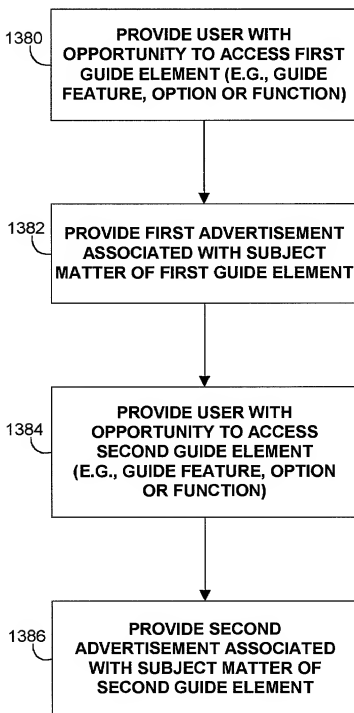 1380
PROVIDE USER WITH
OPPORTUNITY TO ACCESS FIRST
GUIDE ELEMENT (E.G., GUIDE
FEATURE, OPTION OR FUNCTION)
1382
PROVIDE FIRST ADVERTISEMENT
ASSOCIATED WITH SUBJECT
MATTER OF FIRST GUIDE ELEMENT
1384
PROVIDE USER WITH
OPPORTUNITY TO ACCESS
SECOND GUIDE ELEMENT
(E.G., GUIDE FEATURE, OPTION
OR FUNCTION)
1386
PROVIDE SECOND
ADVERTISEMENT ASSOCIATED
WITH SUBJECT MATTER OF
SECOND GUIDE ELEMENT